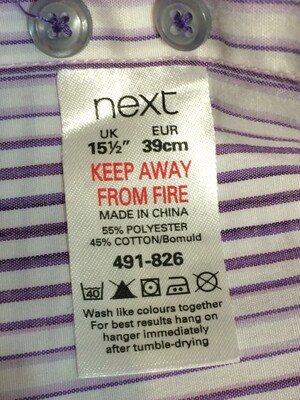 next
UK EUR
15½" 39cm
KEEP AWAY
FROM FIRE
MADE IN CHINA
55% POLYESTER
45% COTTON/Bomuld
491-826
40
Wash like colours together
For best results hang on
hanger immediately
after tumble-drying